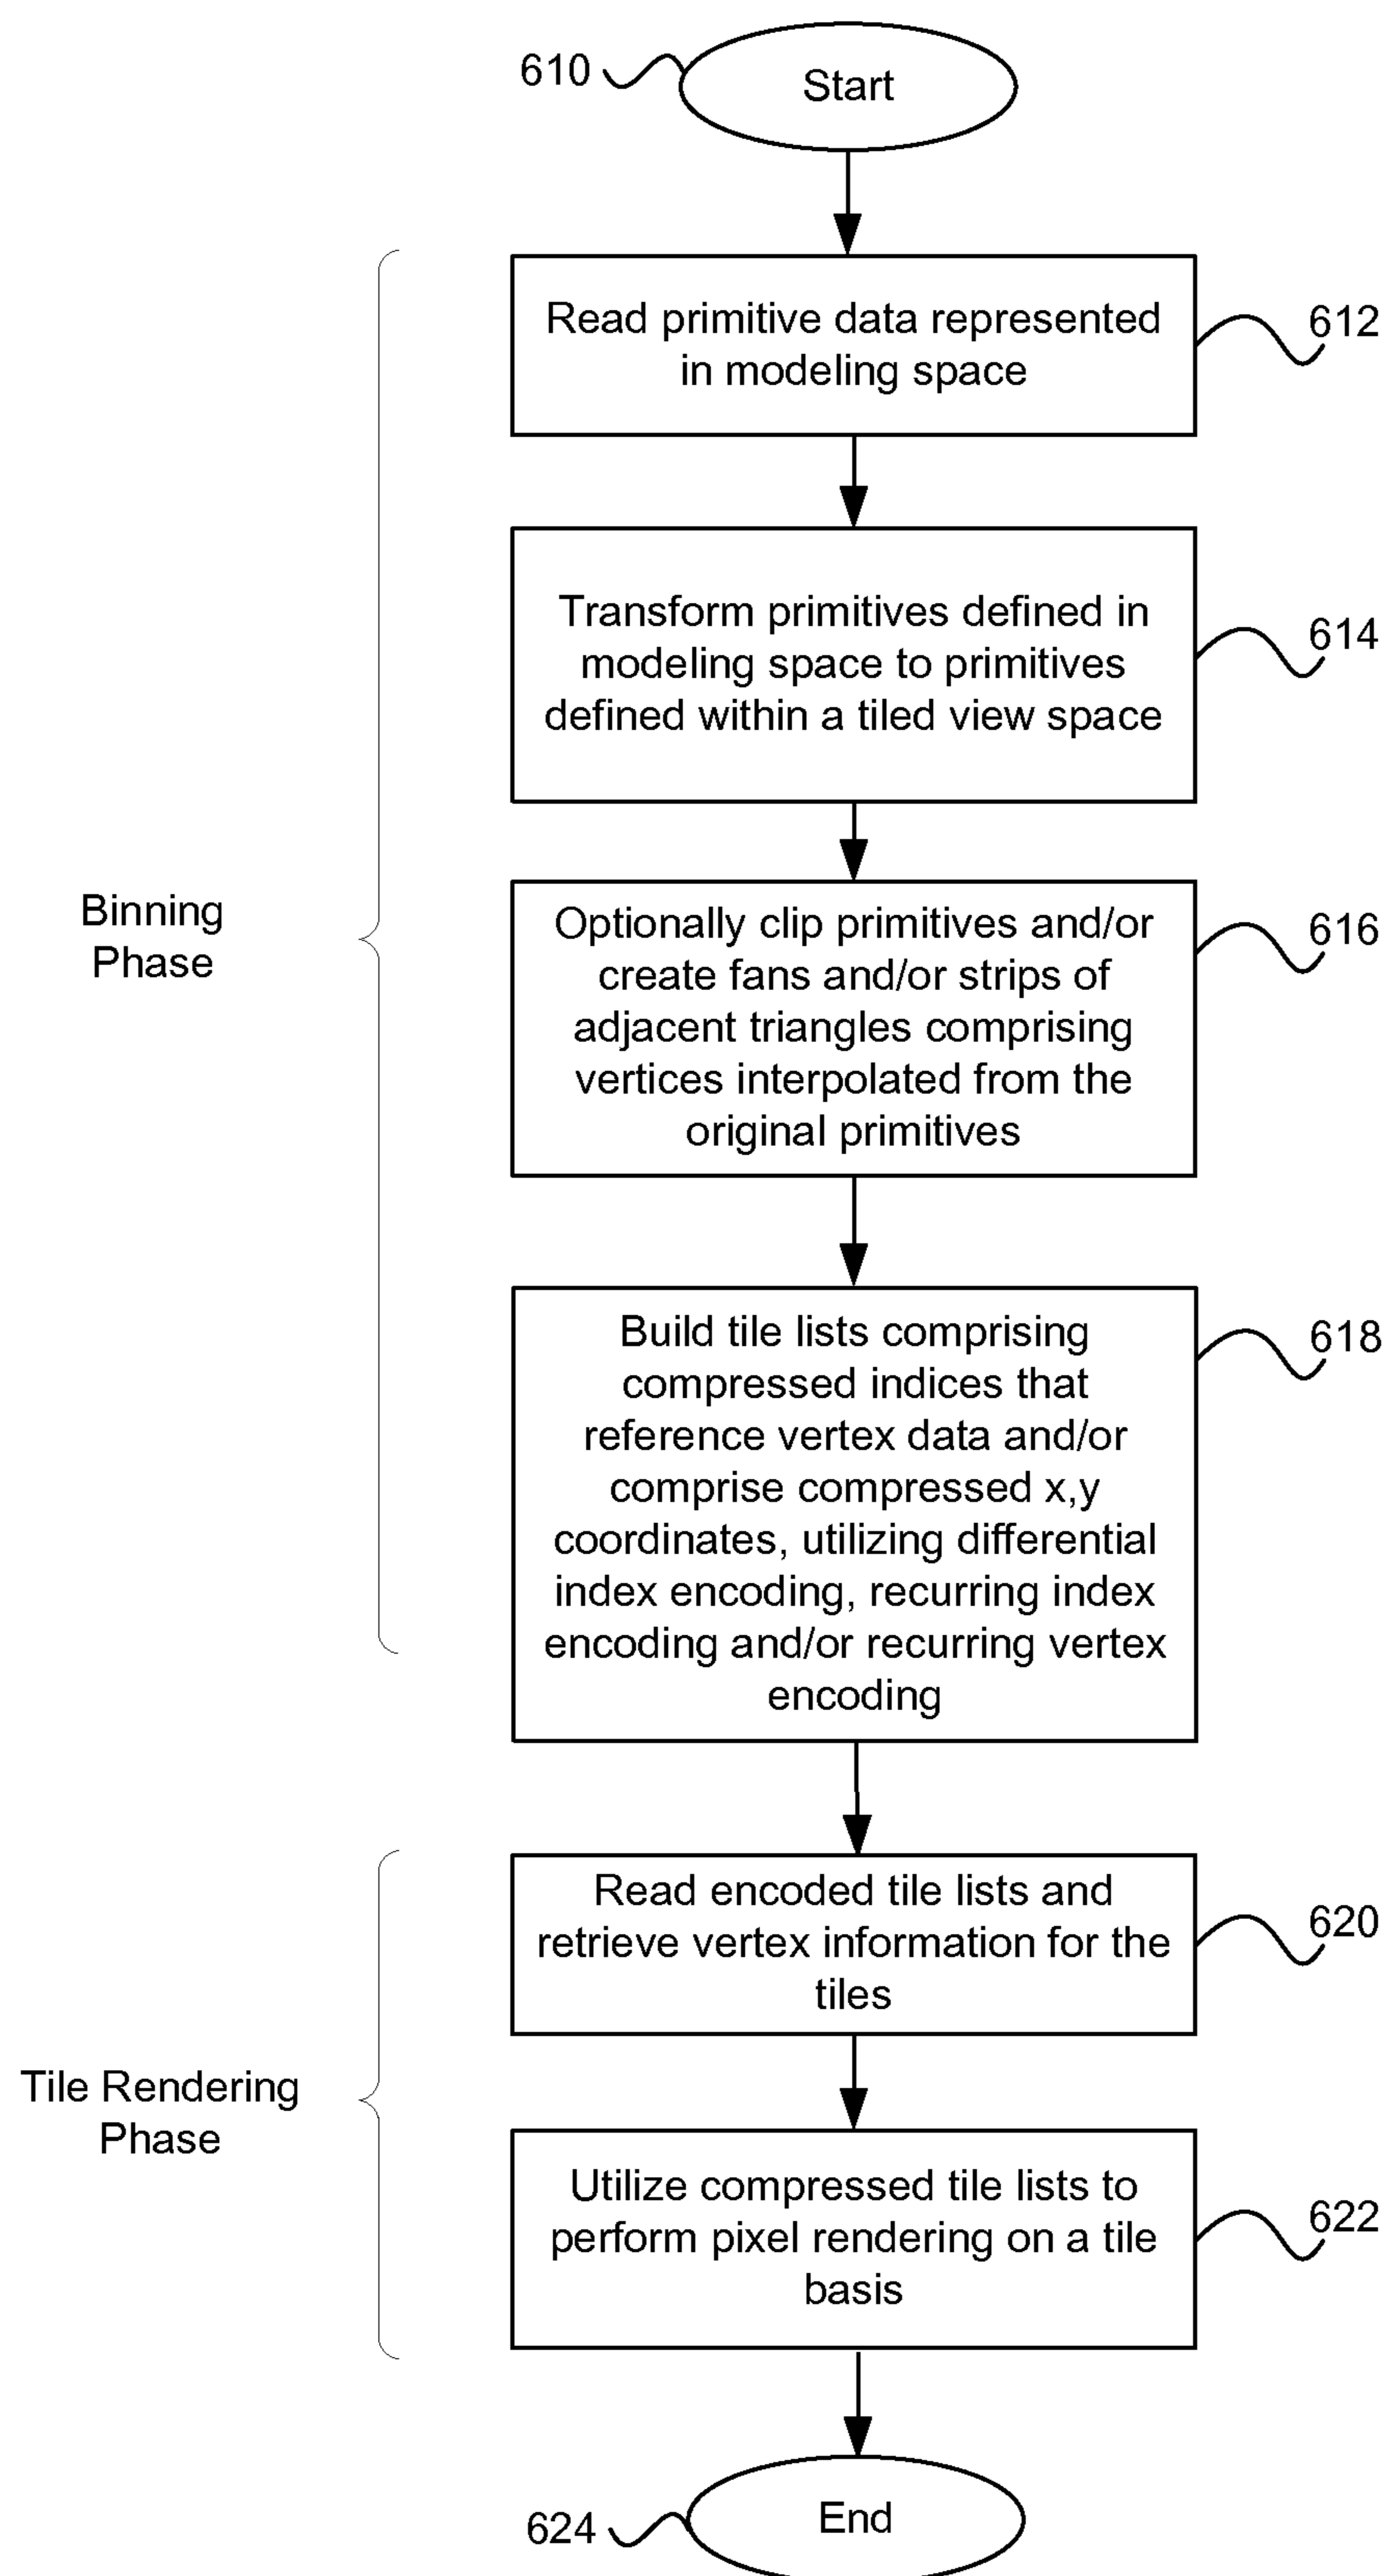 610
Start
Read primitive data represented
in modeling space
612
Transform primitives defined in
modeling space to primitives
defined within a tiled view space
614
Binning
Phase
Optionally clip primitives and/or
create fans and/or strips of
adjacent triangles comprising
vertices interpolated from the
original primitives
616
Build tile lists comprising
compressed indices that
reference vertex data and/or
comprise compressed x,y
coordinates, utilizing differential
index encoding, recurring index
encoding and/or recurring vertex
encoding
618
Read encoded tile lists and
retrieve vertex information for the
tiles
620
Tile Rendering
Phase
Utilize compressed tile lists to
perform pixel rendering on a tile
basis
622
624
End